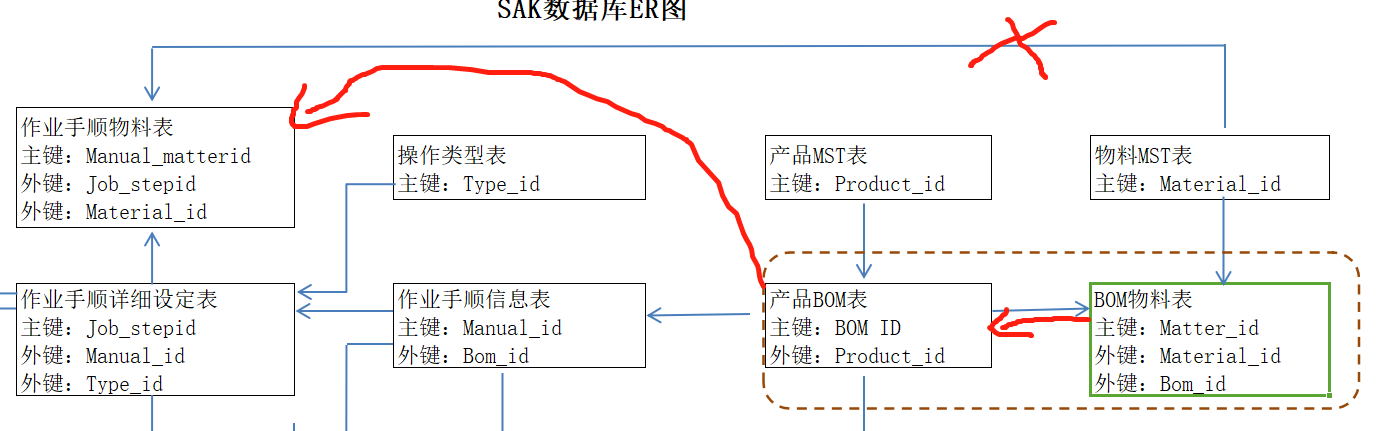 SAK数据库ER图
作业手顺物料表
主键：Manual_matterid
外键：Job_stepid
外键：Material_id
操作类型表
主键：Type_id
产品MST表
主键：Product_id
物料MST表
主键：Material_id
作业手顺详细设定表
主键：Job_stepid
外键：Manual_id
外键：Type_id
作业手顺信息表
主键：Manual_id
外键：Bom_id
产品BOM表
主键：BOM ID
外键：Product_id
BOM物料表
主键：Matter_id
外键：Material_id
外键：Bom_id